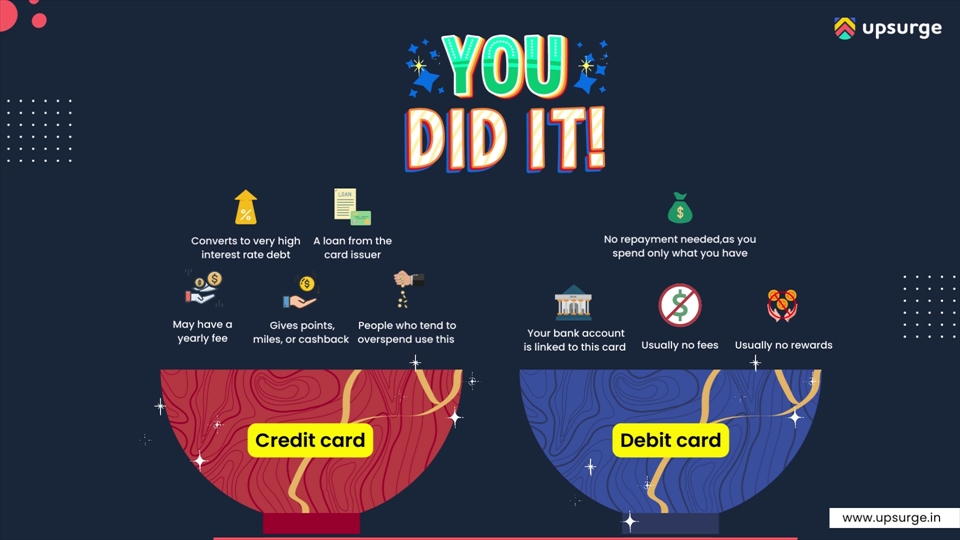 upsurge
YOU
DID IT!
Converts to very high
interest rate debt
A loan from the
card issuer
May have a
yearly fee
Gives points,
miles, or cashback
People who tend to
overspend use this
No repayment needed,as you
spend only what you have
Your bank account
is linked to this card
Usually no fees
Usually no rewards
Credit card
Debit card
www.upsurge.in
LOAN